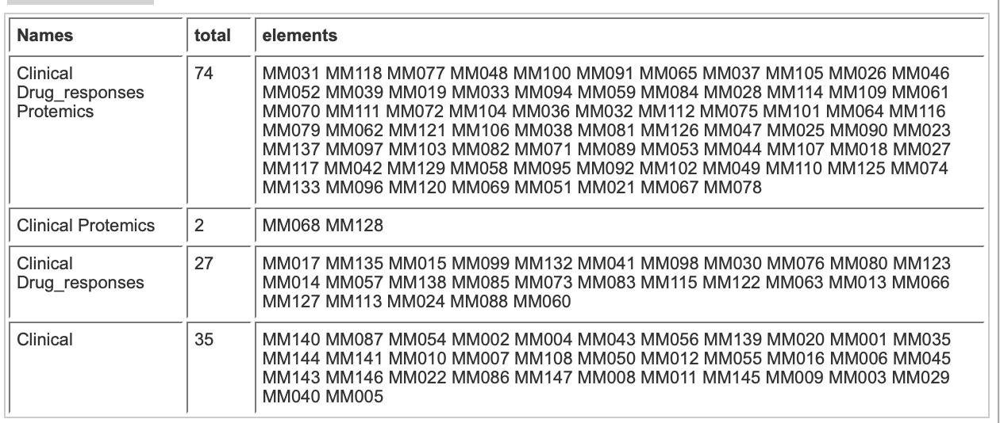 Names total elements
Clinical 74 MM031 MM118 MM077 MM048 MM100 MM091 MM065 MM037 MM105 MM026 MM046
Drug_responses MM052 MM039 MM019 MM033 MM094 MM059 MM084 MM028 MM114 MM109 MM061
Protemics MM070 MM111 MM072 MM104 MM036 MM032 MM112 MM075 MM101 MM064 MM116
MM079 MM062 MM121 MM106 MM038 MM081 MM126 MM047 MM025 MM090 MM023
MM137 MM097 MM103 MM082 MM071 MM089 MM053 MM044 MM107 MM018 MM027
MM117 MM042 MM129 MM058 MM095 MM092 MM102 MM049 MM110 MM125 MM074
MM133 MM096 MM120 MM069 MM051 MM021 MM067 MM078
Clinical Protemics 2 MM068 MM128
Clinical 27 MM017 MM135 MM015 MM099 MM132 MM041 MM098 MM030 MM076 MM080 MM123
Drug_responses MM014 MM057 MM138 MM085 MM073 MM083 MM115 MM122 MM063 MM013 MM066
MM127 MM113 MM024 MM088 MM060
Clinical 35 MM140 MM087 MM054 MM002 MM004 MM043 MM056 MM139 MM020 MM001 MM035
MM144 MM141 MM010 MM007 MM108 MM050 MM012 MM055 MM016 MM006 MM045
MM143 MM146 MM022 MM086 MM147 MM008 MM011 MM145 MM009 MM003 MM029
MM040 MM005